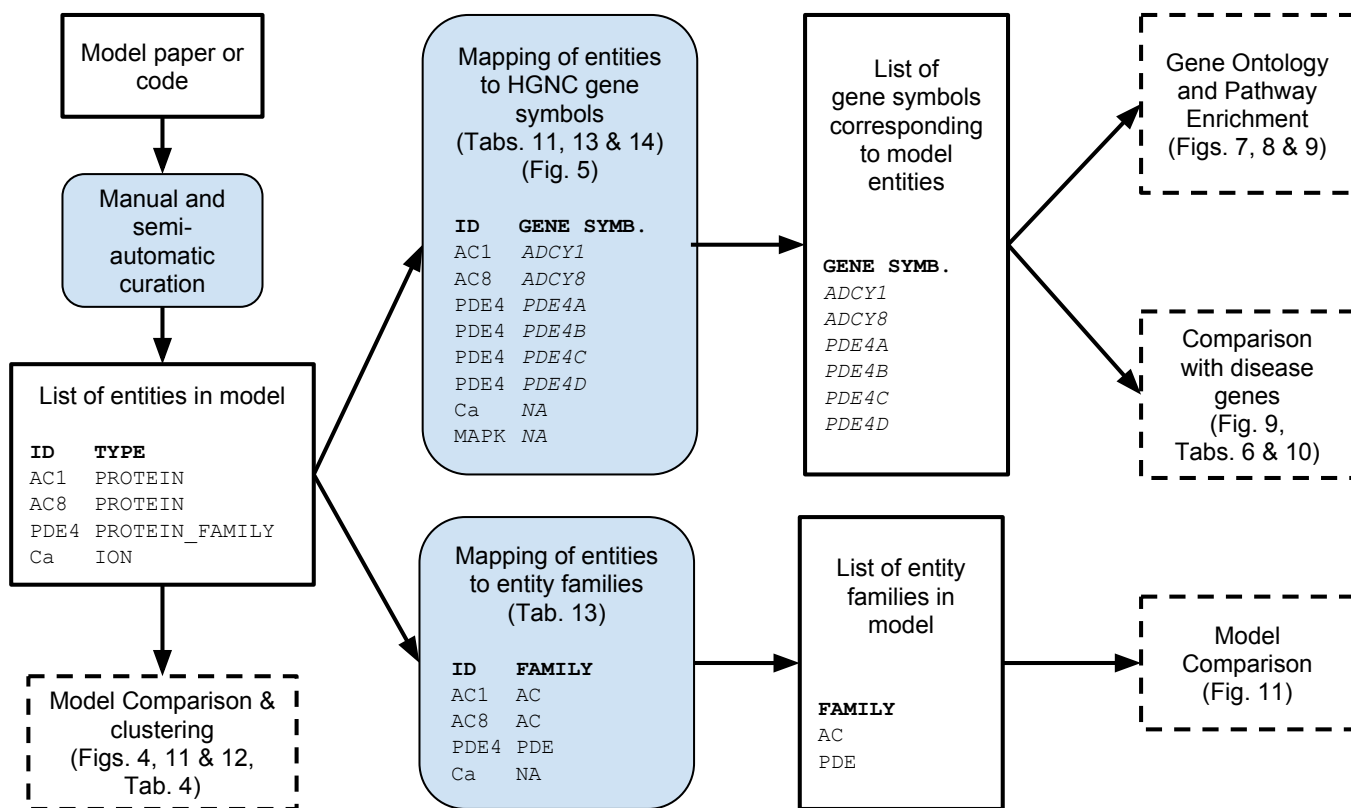 Model paper or
code
Manual and
semi-
automatic
curation
List of entities in model
ID TYPE
AC1 PROTEIN
AC8 PROTEIN
PDE4 PROTEIN_FAMILY
Ca ION
Model Comparison &
clustering
(Figs. 4, 11 & 12,
Tab. 4)
Mapping of entities
to HGNC gene
symbols
(Tabs. 11, 13 & 14)
(Fig. 5)
ID GENE SYMB.
AC1 ADCY1
AC8 ADCY8
PDE4 PDE4A
PDE4 PDE4B
PDE4 PDE4C
PDE4 PDE4D
Ca NA
MAPK NA
Mapping of entities
to entity families
(Tab. 13)
ID FAMILY
AC1 AC
AC8 AC
PDE4 PDE
Ca NA
List of
gene symbols
corresponding
to model
entities
GENE SYMB.
ADCY1
ADCY8
PDE4A
PDE4B
PDE4C
PDE4D
List of entity
families in
model
FAMILY
AC
PDE
Gene Ontology
and Pathway
Enrichment
(Figs. 7, 8 & 9)
Comparison
with disease
genes
(Fig. 9,
Tabs. 6 & 10)
Model
Comparison
(Fig. 11)